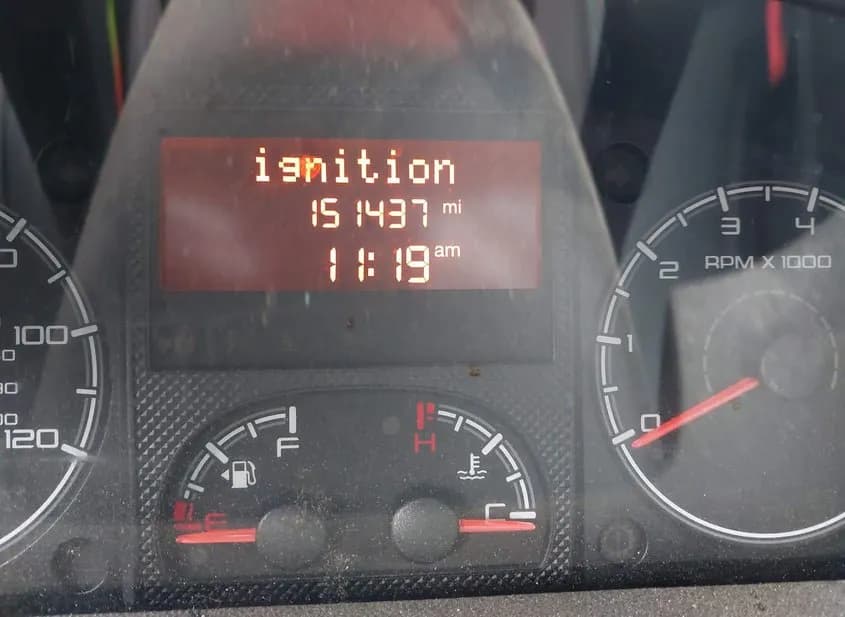 ignition
151437 mi
11:19 am
3 4
2 RPM X 1000
1
0
100
120
F H
E C